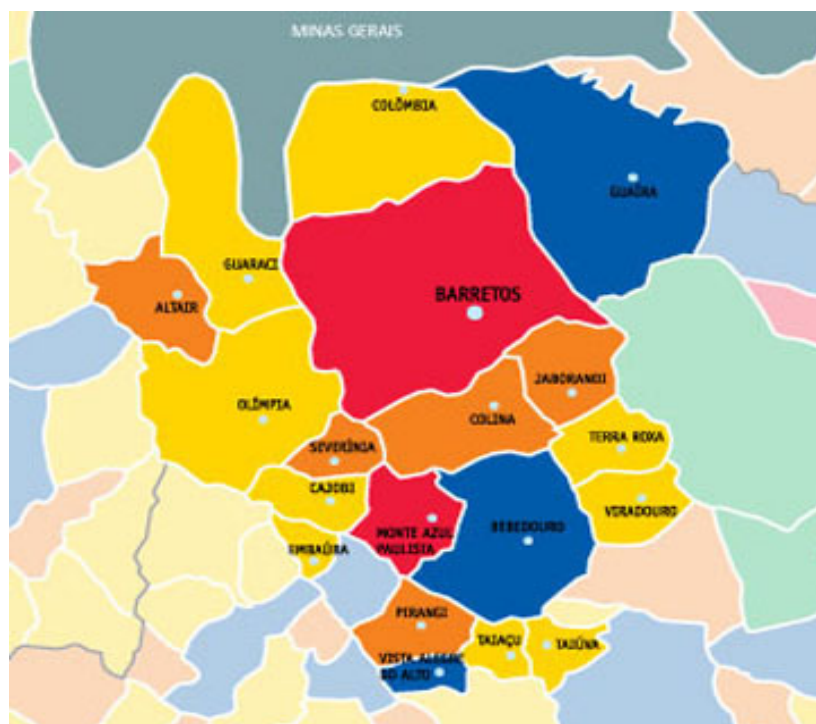 MINAS GERAIS
COLÔMBIA
GUAÍRA
GUARACI
BARRETOS
ALTAIR
JABORANDI
OLÍMPIA
COLINA
TERRA ROXA
SEVERÍNIA
CAJOBI
VIRADOURO
MONTE AZUL
PAULISTA
BEBEDOURO
EMBAÚBA
PIRANGI
TAIAÇU
TAIÚVA
VISTA ALEGRE
DO ALTO